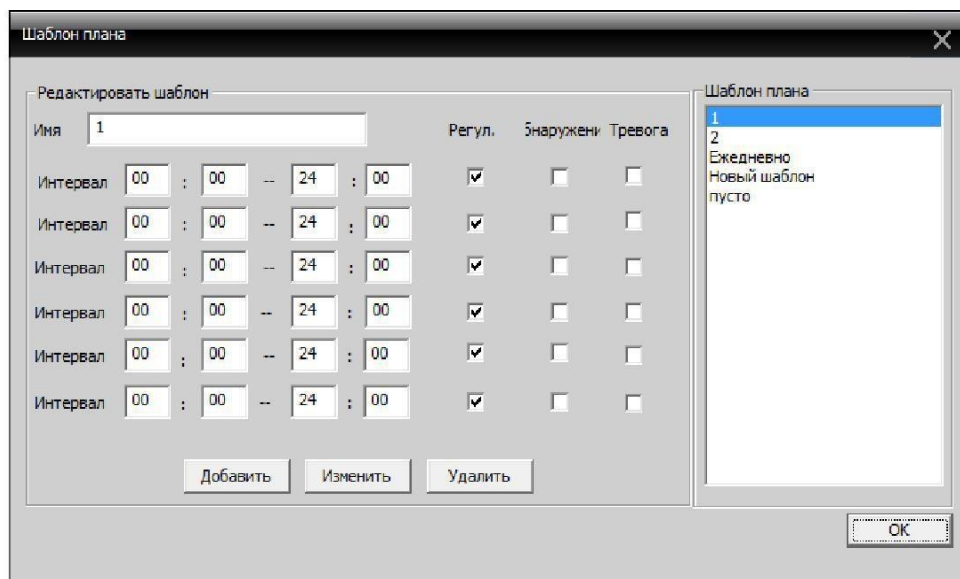 Шаблон плана
Редактировать шаблон
Имя 1 Регул. бнаружени Тревога
Интервал 00 : 00 -- 24 : 00
Интервал 00 : 00 -- 24 : 00
Интервал 00 : 00 -- 24 : 00
Интервал 00 : 00 -- 24 : 00
Интервал 00 : 00 -- 24 : 00
Интервал 00 : 00 -- 24 : 00
Добавить Изменить Удалить
Шаблон плана
1
2
Ежедневно
Новый шаблон
пусто
OK